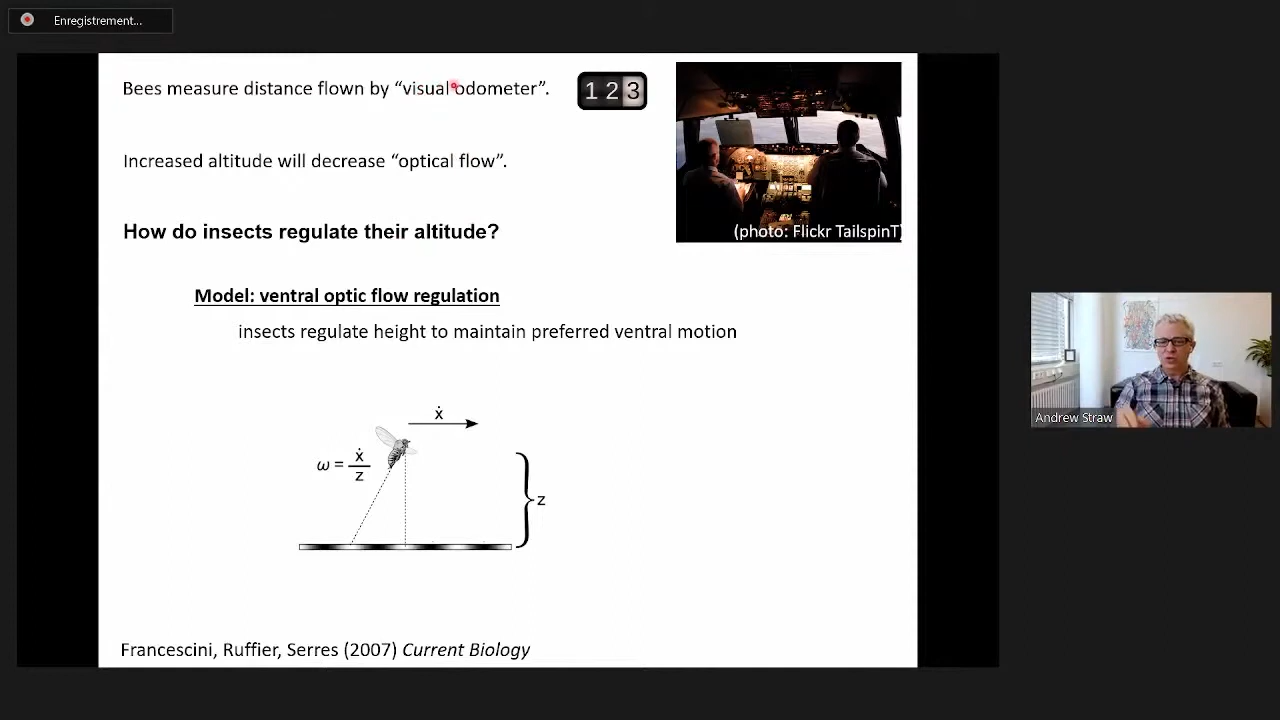 Enregistrement...
Bees measure distance flown by “visual odometer”.
1 2 3
Increased altitude will decrease “optical flow”.
(photo: Flickr TailspinT)
How do insects regulate their altitude?
Model: ventral optic flow regulation
insects regulate height to maintain preferred ventral motion
ẋ
ω = ẋ/z
z
Andrew Straw
Francescini, Ruffier, Serres (2007) Current Biology